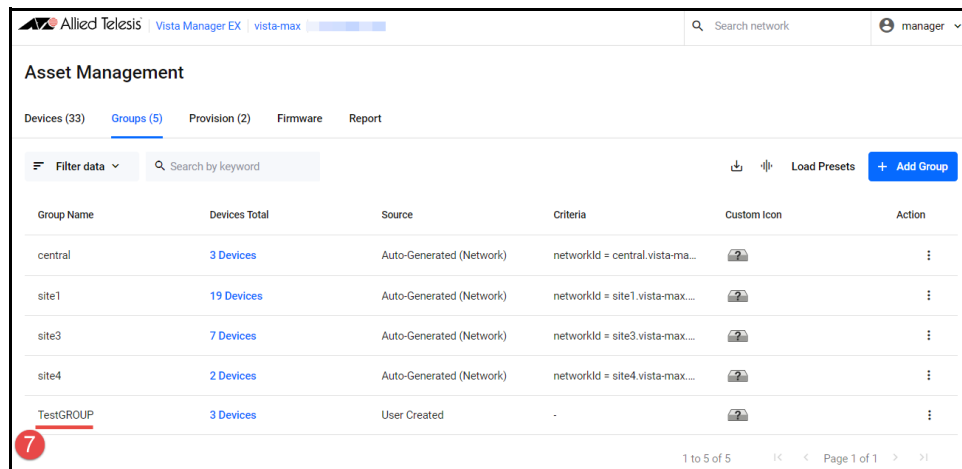 Allied Telesis Vista Manager EX vista-max Search network manager
Asset Management
Devices (33) Groups (5) Provision (2) Firmware Report
Filter data Search by keyword Load Presets + Add Group
Group Name Devices Total Source Criteria Custom Icon Action
central 3 Devices Auto-Generated (Network) networkId = central.vista-ma... ?
site1 19 Devices Auto-Generated (Network) networkId = site1.vista-max.... ?
site3 7 Devices Auto-Generated (Network) networkId = site3.vista-max.... ?
site4 2 Devices Auto-Generated (Network) networkId = site4.vista-max.... ?
TestGROUP 3 Devices User Created - ?
7
1 to 5 of 5 Page 1 of 1